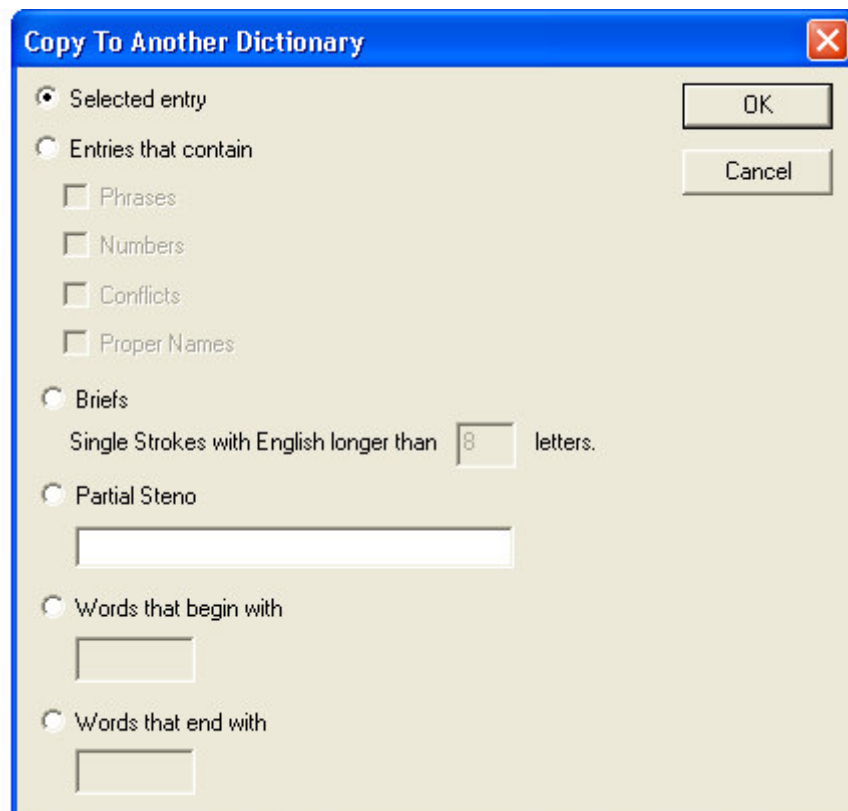 Copy To Another Dictionary
Selected entry
OK
Entries that contain
Cancel
Phrases
Numbers
Conflicts
Proper Names
Briefs
Single Strokes with English longer than 8 letters.
Partial Steno
Words that begin with
Words that end with